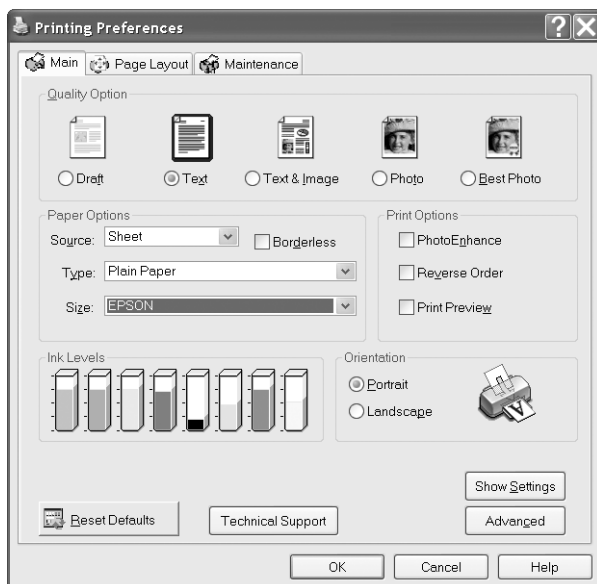 Printing Preferences
Main Page Layout Maintenance
Quality Option
Draft Text Text & Image Photo Best Photo
Paper Options
Source: Sheet Borderless
Type: Plain Paper
Size: EPSON
Print Options
PhotoEnhance
Reverse Order
Print Preview
Ink Levels
Orientation
Portrait
Landscape
A
Show Settings
Reset Defaults Technical Support Advanced
OK Cancel Help